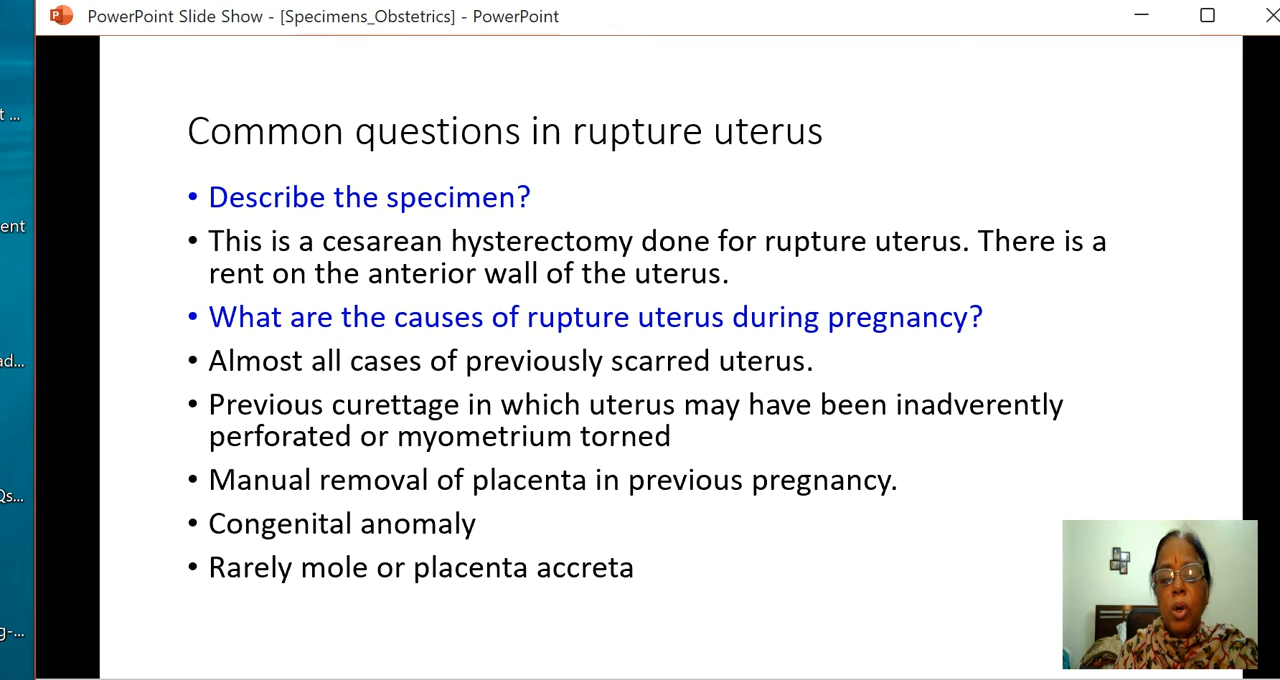 PowerPoint Slide Show - [Specimens_Obstetrics] - PowerPoint
t ...
ent
ad...
Qs...
g-...
Common questions in rupture uterus
• Describe the specimen?
• This is a cesarean hysterectomy done for rupture uterus. There is a
rent on the anterior wall of the uterus.
• What are the causes of rupture uterus during pregnancy?
• Almost all cases of previously scarred uterus.
• Previous curettage in which uterus may have been inadverently
perforated or myometrium torned
• Manual removal of placenta in previous pregnancy.
• Congenital anomaly
• Rarely mole or placenta accreta